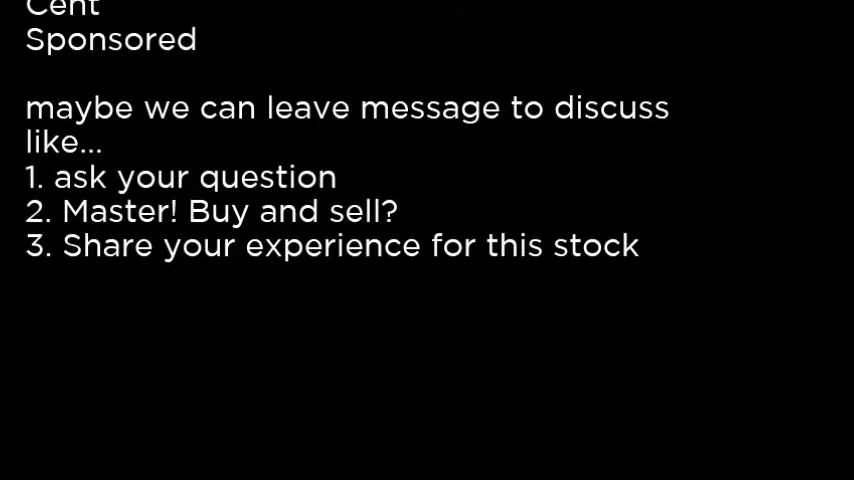 Cent
Sponsored
maybe we can leave message to discuss
like...
1. ask your question
2. Master! Buy and sell?
3. Share your experience for this stock